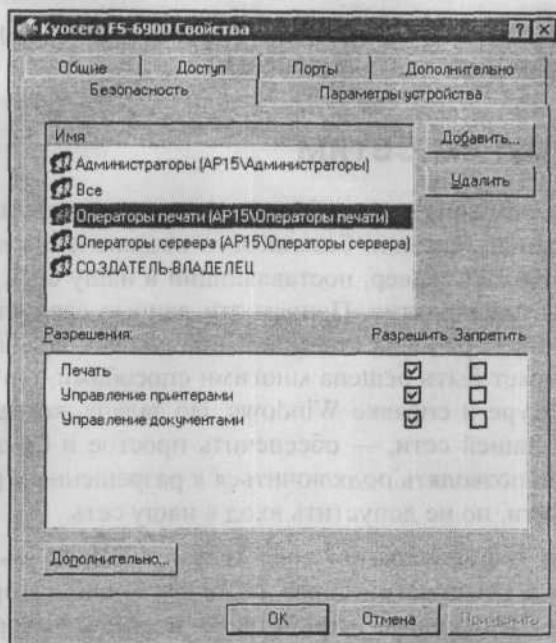 Kyocera FS-6900 Свойства
Общие Доступ Порты Дополнительно
Безопасность Параметры устройства
Имя
Добавить...
Удалить
Администраторы (AP15\Администраторы)
Все
Операторы печати (AP15\Операторы печати)
Операторы сервера (AP15\Операторы сервера)
СОЗДАТЕЛЬ-ВЛАДЕЛЕЦ
Разрешения: Разрешить Запретить
Печать
Управление принтерами
Управление документами
Дополнительно...
OK Отмена Применить